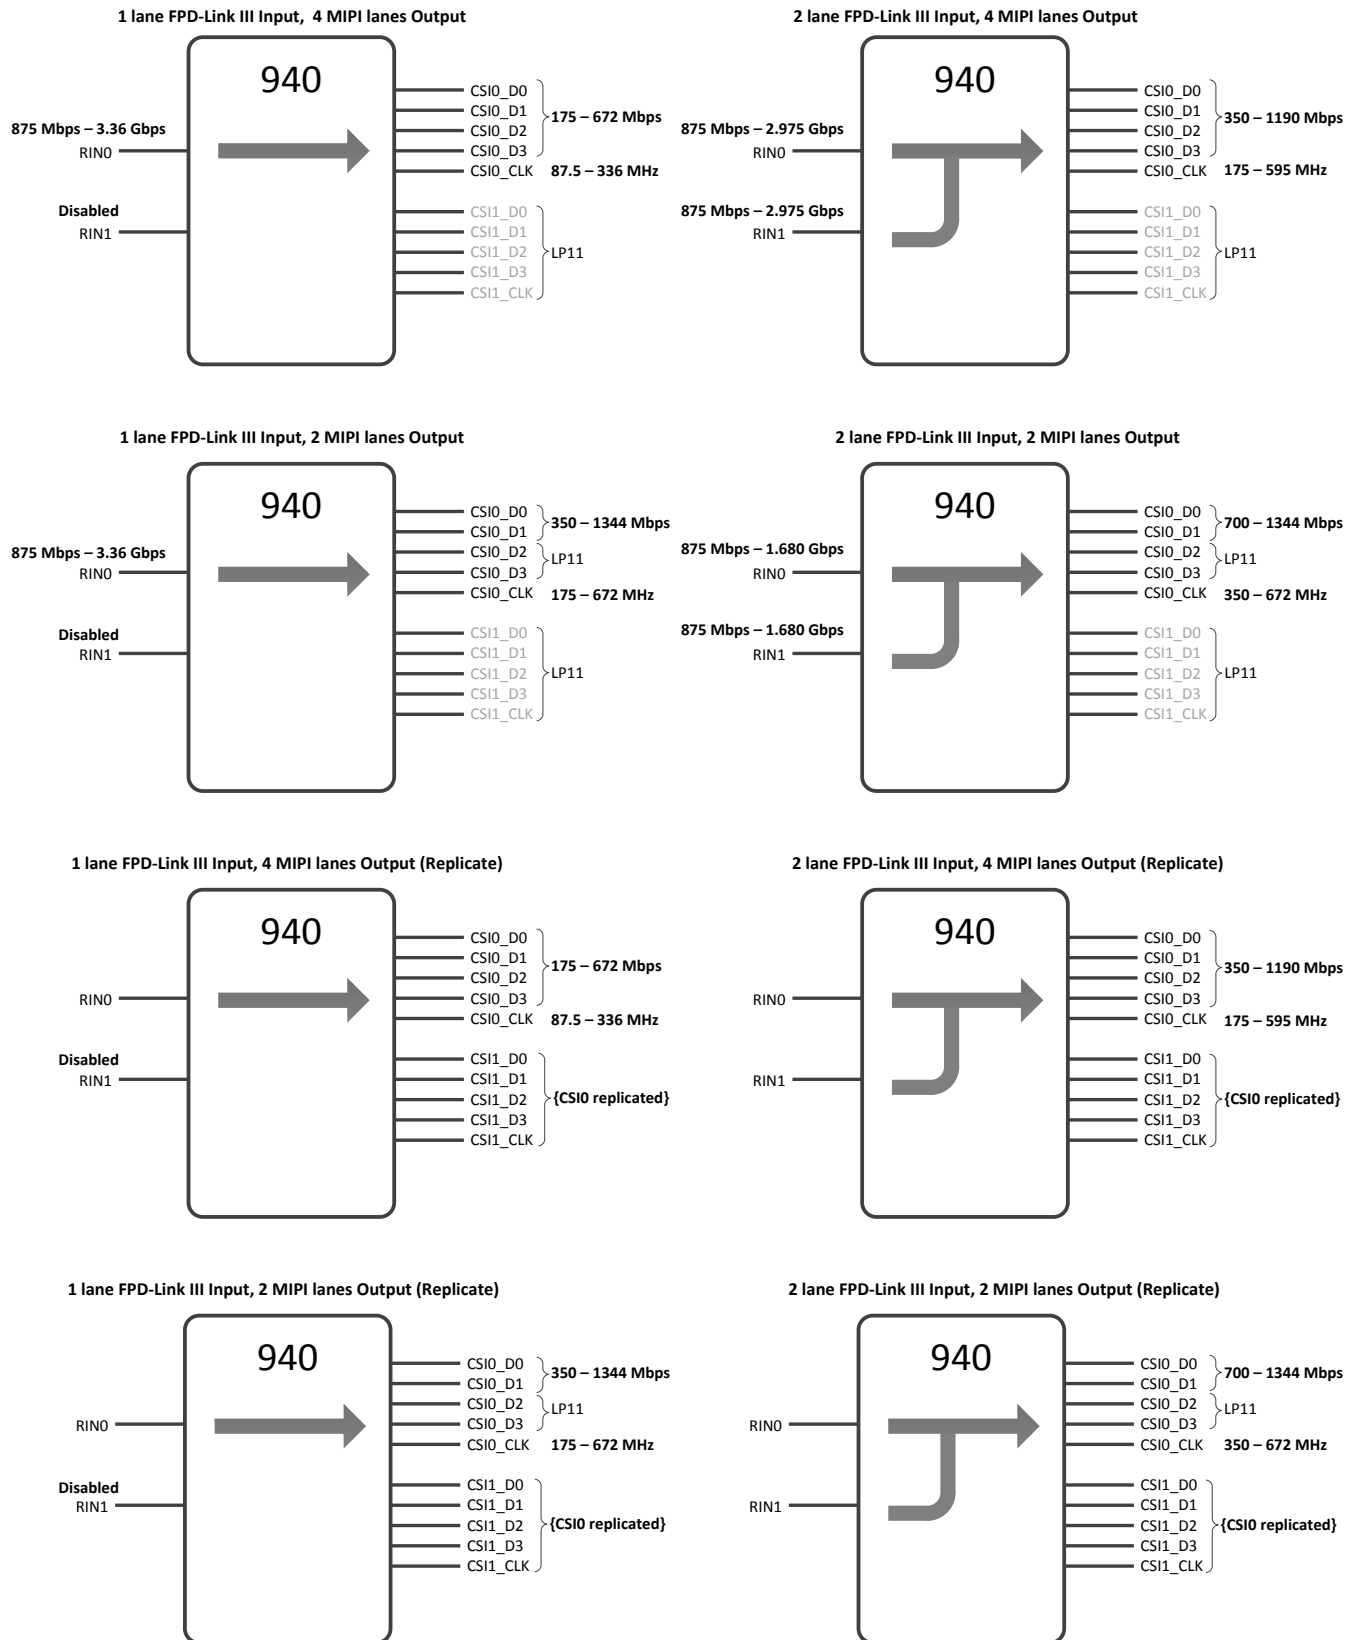 1 lane FPD-Link III Input, 4 MIPI lanes Output
940
875 Mbps – 3.36 Gbps
RIN0
Disabled
RIN1
CSI0_D0
CSI0_D1
CSI0_D2
CSI0_D3
CSI0_CLK
175 – 672 Mbps
87.5 – 336 MHz
CSI1_D0
CSI1_D1
CSI1_D2
CSI1_D3
CSI1_CLK
LP11
2 lane FPD-Link III Input, 4 MIPI lanes Output
940
875 Mbps – 2.975 Gbps
RIN0
875 Mbps – 2.975 Gbps
RIN1
CSI0_D0
CSI0_D1
CSI0_D2
CSI0_D3
CSI0_CLK
350 – 1190 Mbps
175 – 595 MHz
CSI1_D0
CSI1_D1
CSI1_D2
CSI1_D3
CSI1_CLK
LP11
1 lane FPD-Link III Input, 2 MIPI lanes Output
940
875 Mbps – 3.36 Gbps
RIN0
Disabled
RIN1
CSI0_D0
CSI0_D1
CSI0_D2
CSI0_D3
CSI0_CLK
350 – 1344 Mbps
LP11
175 – 672 MHz
CSI1_D0
CSI1_D1
CSI1_D2
CSI1_D3
CSI1_CLK
LP11
2 lane FPD-Link III Input, 2 MIPI lanes Output
940
875 Mbps – 1.680 Gbps
RIN0
875 Mbps – 1.680 Gbps
RIN1
CSI0_D0
CSI0_D1
CSI0_D2
CSI0_D3
CSI0_CLK
700 – 1344 Mbps
LP11
350 – 672 MHz
CSI1_D0
CSI1_D1
CSI1_D2
CSI1_D3
CSI1_CLK
LP11
1 lane FPD-Link III Input, 4 MIPI lanes Output (Replicate)
940
RIN0
Disabled
RIN1
CSI0_D0
CSI0_D1
CSI0_D2
CSI0_D3
CSI0_CLK
175 – 672 Mbps
87.5 – 336 MHz
CSI1_D0
CSI1_D1
CSI1_D2
CSI1_D3
CSI1_CLK
{CSI0 replicated}
2 lane FPD-Link III Input, 4 MIPI lanes Output (Replicate)
940
RIN0
RIN1
CSI0_D0
CSI0_D1
CSI0_D2
CSI0_D3
CSI0_CLK
350 – 1190 Mbps
175 – 595 MHz
CSI1_D0
CSI1_D1
CSI1_D2
CSI1_D3
CSI1_CLK
{CSI0 replicated}
1 lane FPD-Link III Input, 2 MIPI lanes Output (Replicate)
940
RIN0
Disabled
RIN1
CSI0_D0
CSI0_D1
CSI0_D2
CSI0_D3
CSI0_CLK
350 – 1344 Mbps
LP11
175 – 672 MHz
CSI1_D0
CSI1_D1
CSI1_D2
CSI1_D3
CSI1_CLK
{CSI0 replicated}
2 lane FPD-Link III Input, 2 MIPI lanes Output (Replicate)
940
RIN0
RIN1
CSI0_D0
CSI0_D1
CSI0_D2
CSI0_D3
CSI0_CLK
700 – 1344 Mbps
LP11
350 – 672 MHz
CSI1_D0
CSI1_D1
CSI1_D2
CSI1_D3
CSI1_CLK
{CSI0 replicated}